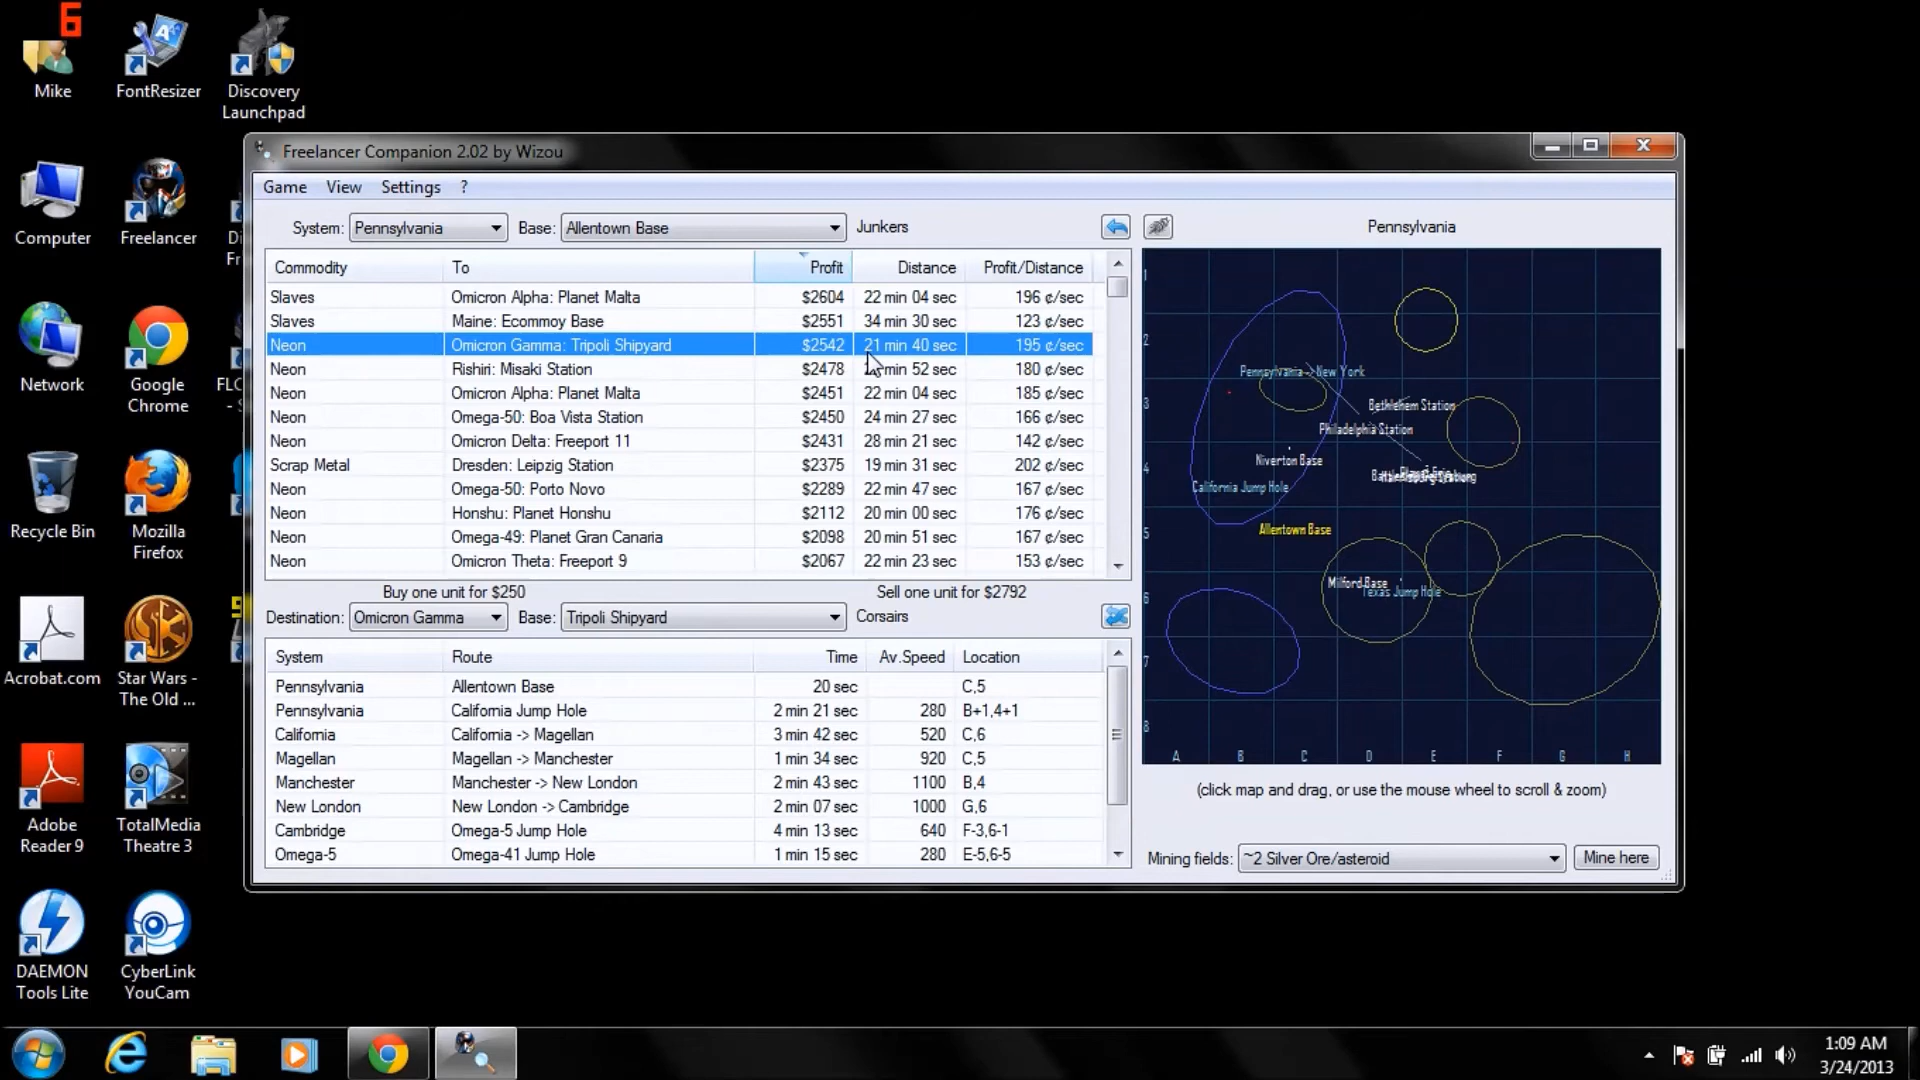 6
Mike
FontResizer
Discovery
Launchpad
Computer
Freelancer
Di
Fr
Network
Google
Chrome
FLC
- S
Recycle Bin
Mozilla
Firefox
Acrobat.com
Star Wars -
The Old ...
Adobe
Reader 9
TotalMedia
Theatre 3
DAEMON
Tools Lite
CyberLink
YouCam
Freelancer Companion 2.02 by Wizou
Game View Settings ?
System: Pennsylvania Base: Allentown Base Junkers
Commodity To Profit Distance Profit/Distance
Slaves Omicron Alpha: Planet Malta $2604 22 min 04 sec 196 ¢/sec
Slaves Maine: Ecommoy Base $2551 34 min 30 sec 123 ¢/sec
Neon Omicron Gamma: Tripoli Shipyard $2542 21 min 40 sec 195 ¢/sec
Neon Rishiri: Misaki Station $2478 min 52 sec 180 ¢/sec
Neon Omicron Alpha: Planet Malta $2451 22 min 04 sec 185 ¢/sec
Neon Omega-50: Boa Vista Station $2450 24 min 27 sec 166 ¢/sec
Neon Omicron Delta: Freeport 11 $2431 28 min 21 sec 142 ¢/sec
Scrap Metal Dresden: Leipzig Station $2375 19 min 31 sec 202 ¢/sec
Neon Omega-50: Porto Novo $2289 22 min 47 sec 167 ¢/sec
Neon Honshu: Planet Honshu $2112 20 min 00 sec 176 ¢/sec
Neon Omega-49: Planet Gran Canaria $2098 20 min 51 sec 167 ¢/sec
Neon Omicron Theta: Freeport 9 $2067 22 min 23 sec 153 ¢/sec
Buy one unit for $250 Sell one unit for $2792
Destination: Omicron Gamma Base: Tripoli Shipyard Corsairs
System Route Time Av.Speed Location
Pennsylvania Allentown Base 20 sec C,5
Pennsylvania California Jump Hole 2 min 21 sec 280 B+1,4+1
California California -> Magellan 3 min 42 sec 520 C,6
Magellan Magellan -> Manchester 1 min 34 sec 920 C,5
Manchester Manchester -> New London 2 min 43 sec 1100 B,4
New London New London -> Cambridge 2 min 07 sec 1000 G,6
Cambridge Omega-5 Jump Hole 4 min 13 sec 640 F-3,6-1
Omega-5 Omega-41 Jump Hole 1 min 15 sec 280 E-5,6-5
Pennsylvania
1
2
Pennsylvania->New York
3
Bethlehem Station
Philadelphia Station
Niverton Base
4
California Jump Hole
Allentown Base
5
Milford Base
Texas Jump Hole
6
7
8
A B C D E F G H
(click map and drag, or use the mouse wheel to scroll & zoom)
Mining fields: ~2 Silver Ore/asteroid Mine here
1:09 AM
3/24/2013